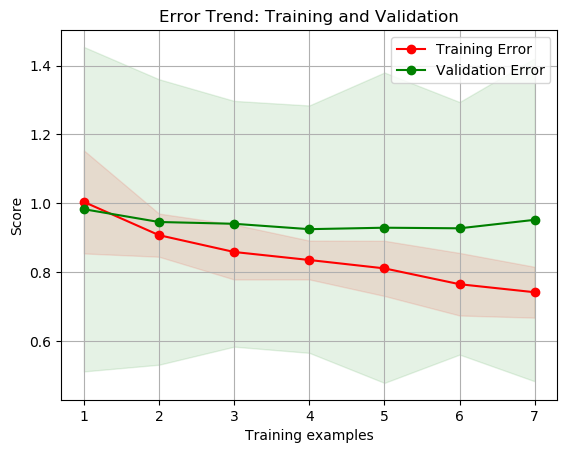 Error Trend: Training and Validation
Training Error
Validation Error
1.4
1.2
1.0
0.8
0.6
Score
1 2 3 4 5 6 7
Training examples